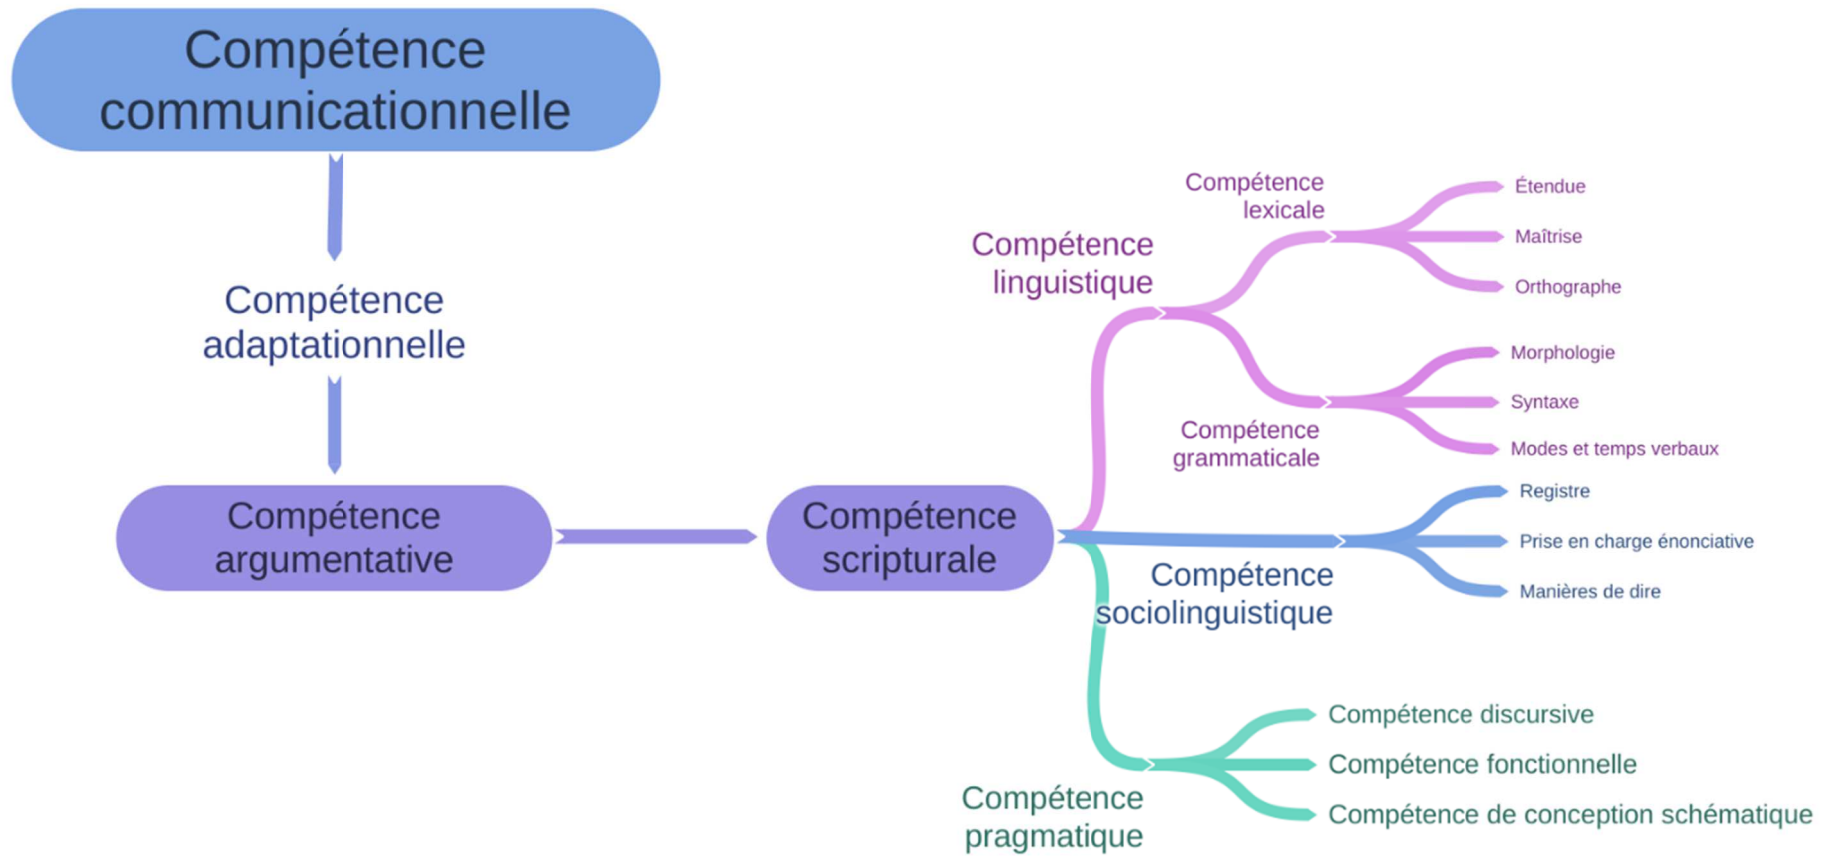 Compétence
communicationnelle
Compétence
adaptationnelle
Compétence
argumentative
Compétence
scripturale
Compétence
linguistique
Compétence
lexicale
Étendue
Maîtrise
Orthographe
Compétence
grammaticale
Morphologie
Syntaxe
Modes et temps verbaux
Compétence
sociolinguistique
Registre
Prise en charge énonciative
Manières de dire
Compétence
pragmatique
Compétence discursive
Compétence fonctionnelle
Compétence de conception schématique